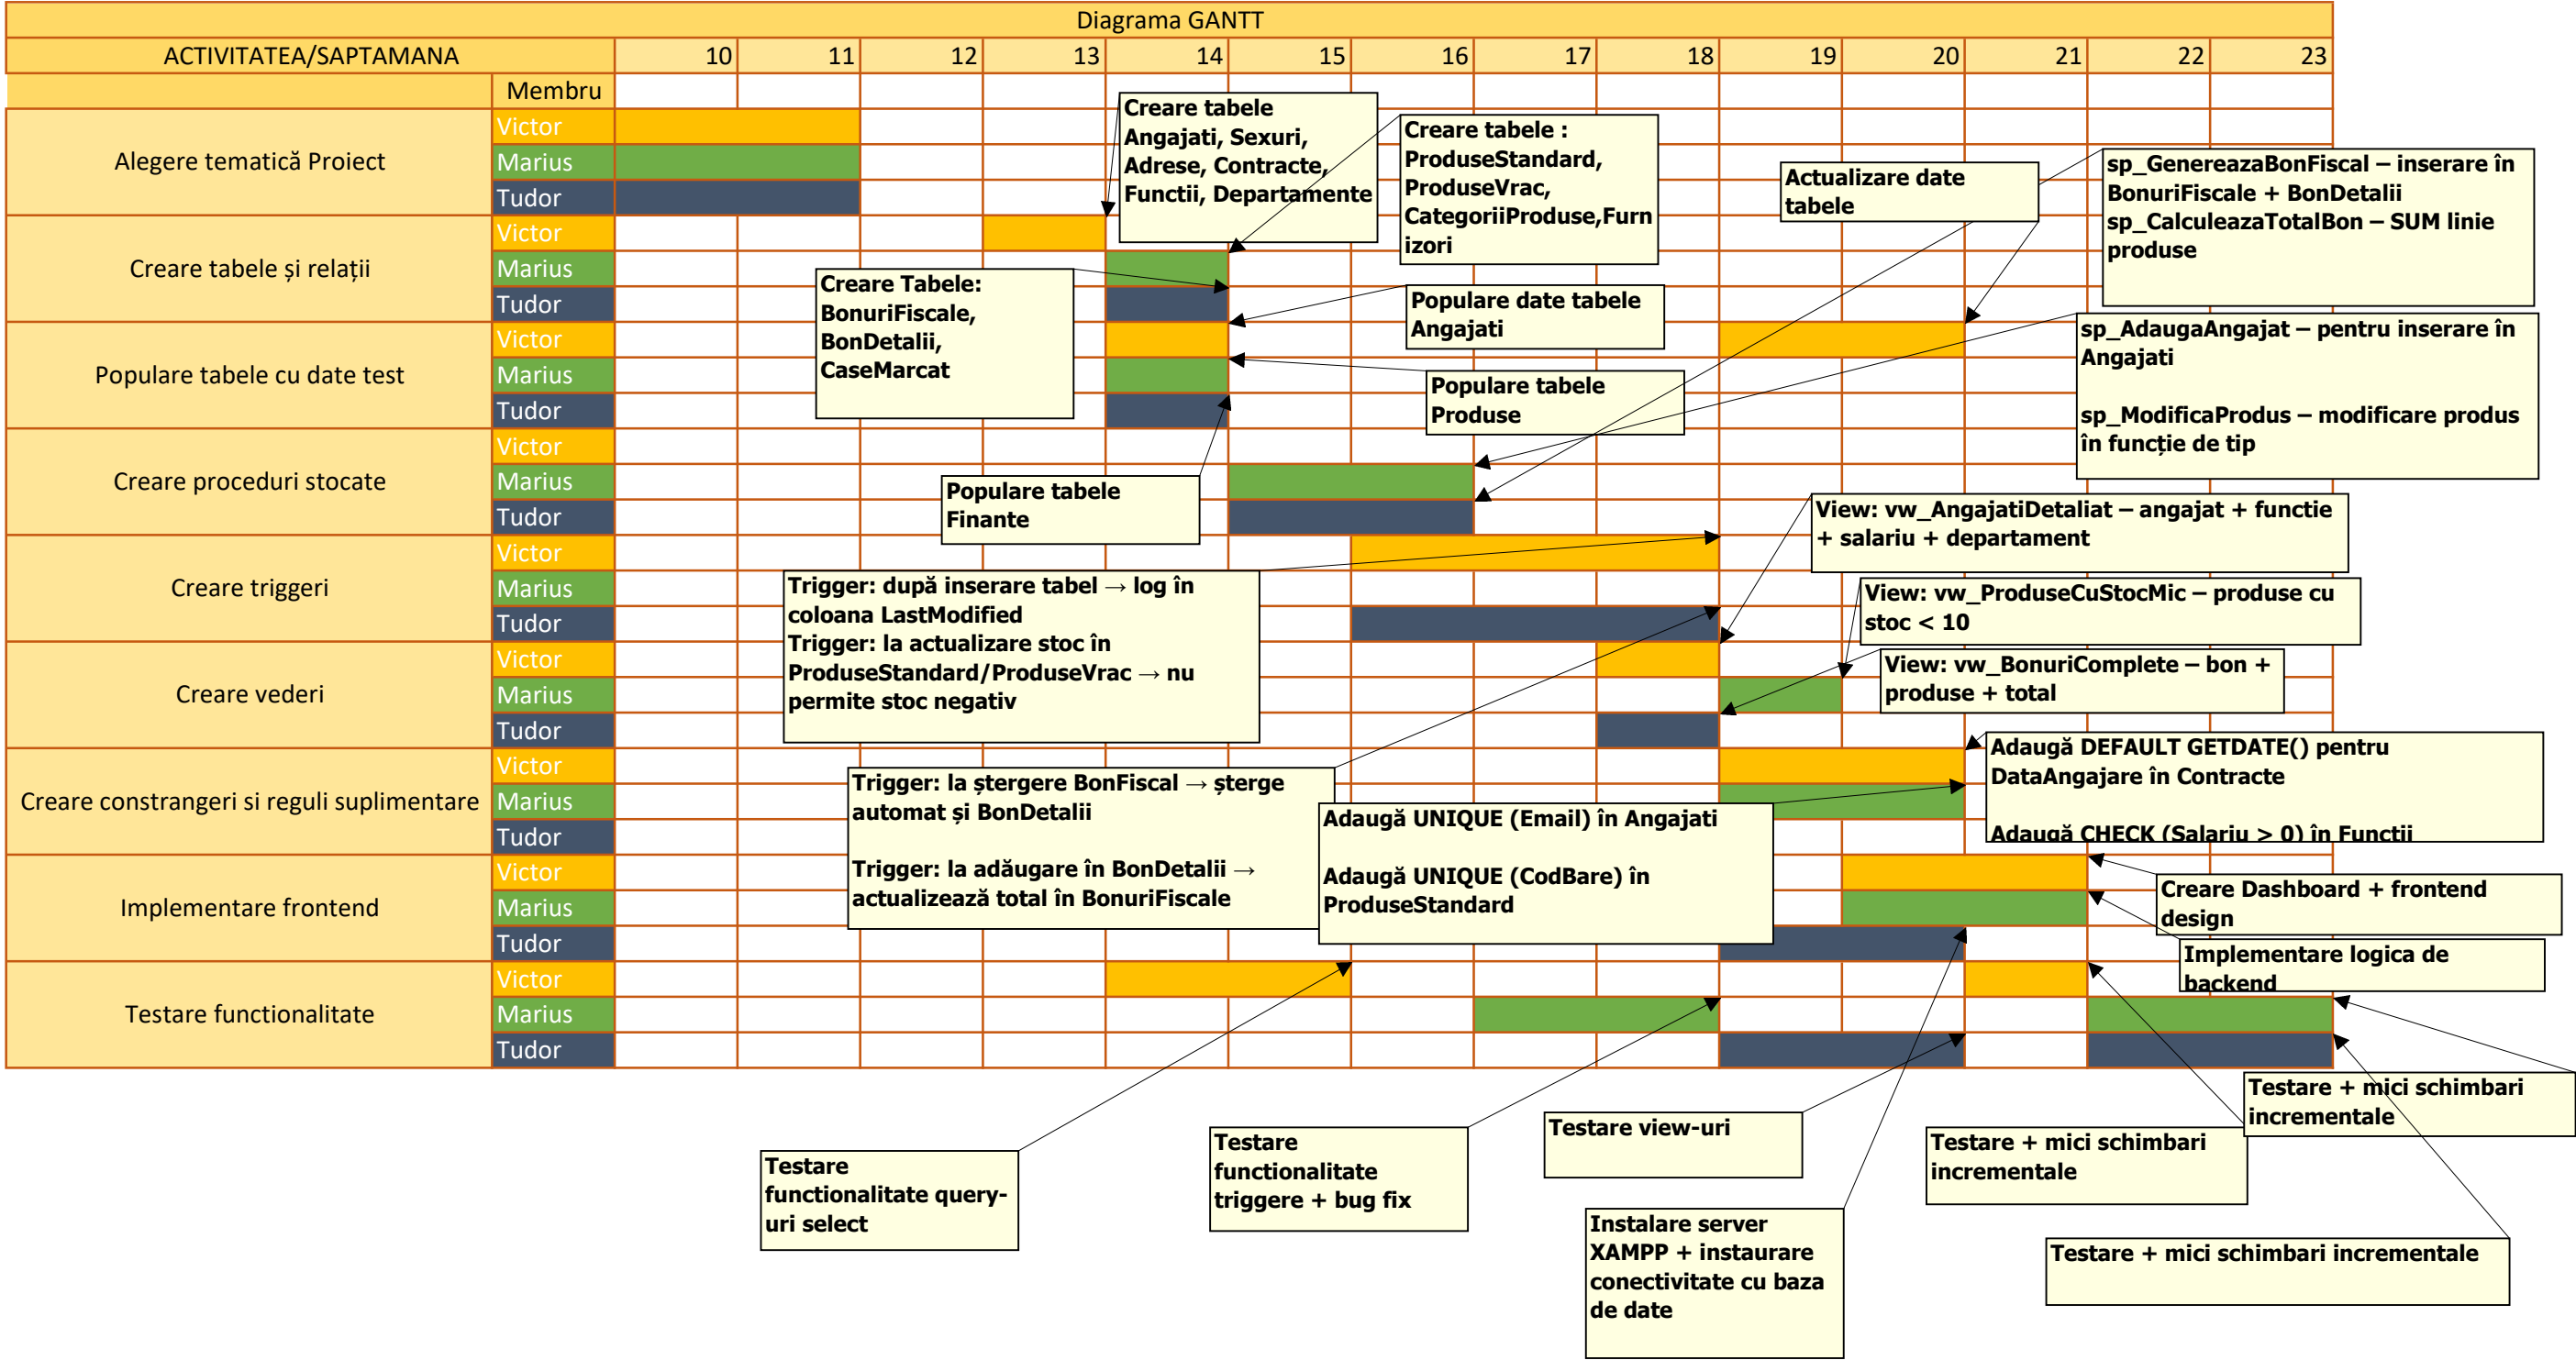 Diagrama GANTT
ACTIVITATEA/SAPTAMANA 10 11 12 13 14 15 16 17 18 19 20 21 22 23
Membru
Alegere tematică Proiect
Victor
Marius
Tudor
Creare tabele și relații
Victor
Marius
Tudor
Populare tabele cu date test
Victor
Marius
Tudor
Creare proceduri stocate
Victor
Marius
Tudor
Creare triggeri
Victor
Marius
Tudor
Creare vederi
Victor
Marius
Tudor
Creare constrangeri si reguli suplimentare
Victor
Marius
Tudor
Implementare frontend
Victor
Marius
Tudor
Testare functionalitate
Victor
Marius
Tudor
Creare tabele
Angajati, Sexuri,
Adrese, Contracte,
Functii, Departamente
Creare tabele :
ProduseStandard,
ProduseVrac,
CategoriiProduse,Furn
izori
Actualizare date
tabele
sp_GenereazaBonFiscal – inserare în
BonuriFiscale + BonDetalii
sp_CalculeazaTotalBon – SUM linie
produse
Creare Tabele:
BonuriFiscale,
BonDetalii,
CaseMarcat
Populare date tabele
Angajati
sp_AdaugaAngajat – pentru inserare în
Angajati
sp_ModificaProdus – modificare produs
în funcție de tip
Populare tabele
Produse
Populare tabele
Finante
View: vw_AngajatiDetaliat – angajat + functie
+ salariu + departament
Trigger: după inserare tabel → log în
coloana LastModified
Trigger: la actualizare stoc în
ProduseStandard/ProduseVrac → nu
permite stoc negativ
View: vw_ProduseCuStocMic – produse cu
stoc < 10
View: vw_BonuriComplete – bon +
produse + total
Adaugă DEFAULT GETDATE() pentru
DataAngajare în Contracte
Adaugă CHECK (Salariu > 0) în Functii
Trigger: la ștergere BonFiscal → șterge
automat și BonDetalii
Trigger: la adăugare în BonDetalii →
actualizează total în BonuriFiscale
Adaugă UNIQUE (Email) în Angajati
Adaugă UNIQUE (CodBare) în
ProduseStandard
Creare Dashboard + frontend
design
Implementare logica de
backend
Testare + mici schimbari
incrementale
Testare view-uri
Testare
functionalitate
triggere + bug fix
Testare + mici schimbari
incrementale
Testare
functionalitate query-
uri select
Instalare server
XAMPP + instaurare
conectivitate cu baza
de date
Testare + mici schimbari incrementale